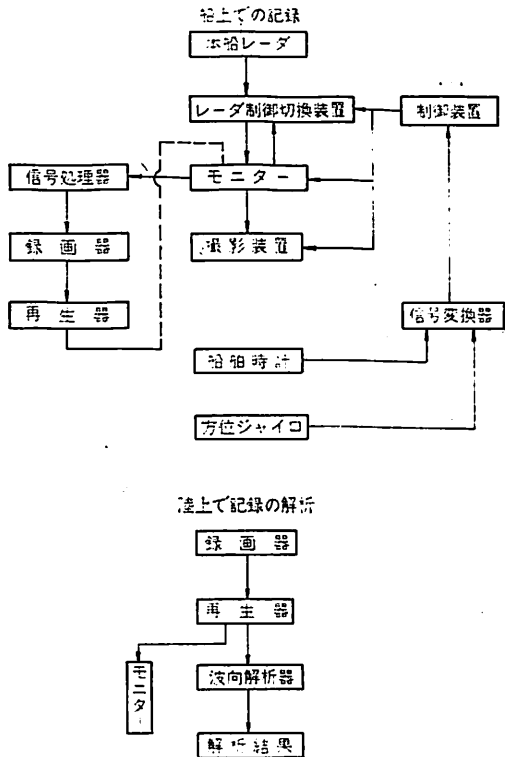 船上での記録
本船レーダ
レーダ制御切換装置
制御装置
信号処理器
モニター
録画器
撮影装置
再生器
信号変換器
船舶時計
方位ジャイロ
陸上で記録の解析
録画器
再生器
モニター
波向解析器
解析結果